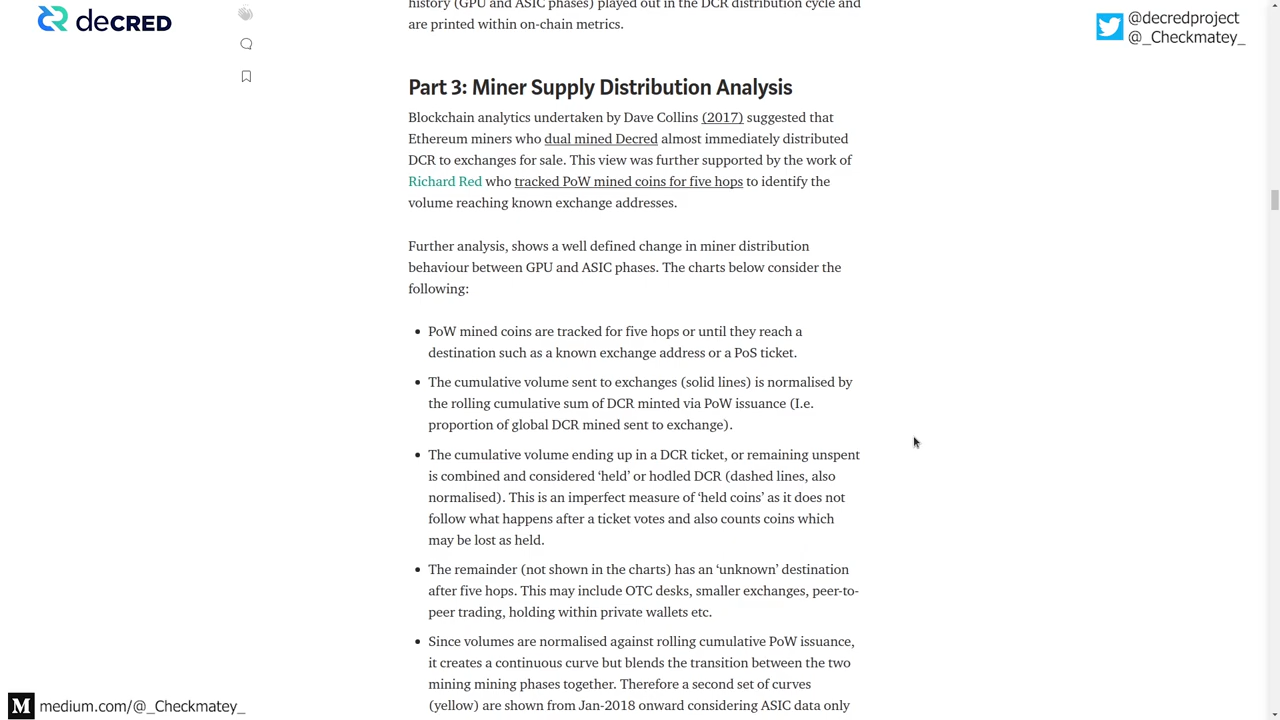 history (GPU and ASIC phases) played out in the DCR distribution cycle and
are printed within on-chain metrics.
DECRED
@decredproject
@_Checkmatey_
Part 3: Miner Supply Distribution Analysis
Blockchain analytics undertaken by Dave Collins (2017) suggested that
Ethereum miners who dual mined Decred almost immediately distributed
DCR to exchanges for sale. This view was further supported by the work of
Richard Red who tracked PoW mined coins for five hops to identify the
volume reaching known exchange addresses.
Further analysis, shows a well defined change in miner distribution
behaviour between GPU and ASIC phases. The charts below consider the
following:
• PoW mined coins are tracked for five hops or until they reach a
destination such as a known exchange address or a PoS ticket.
• The cumulative volume sent to exchanges (solid lines) is normalised by
the rolling cumulative sum of DCR minted via PoW issuance (I.e.
proportion of global DCR mined sent to exchange).
• The cumulative volume ending up in a DCR ticket, or remaining unspent
is combined and considered ‘held’ or hodled DCR (dashed lines, also
normalised). This is an imperfect measure of ‘held coins’ as it does not
follow what happens after a ticket votes and also counts coins which
may be lost as held.
• The remainder (not shown in the charts) has an ‘unknown’ destination
after five hops. This may include OTC desks, smaller exchanges, peer-to-
peer trading, holding within private wallets etc.
• Since volumes are normalised against rolling cumulative PoW issuance,
it creates a continuous curve but blends the transition between the two
mining mining phases together. Therefore a second set of curves
(yellow) are shown from Jan-2018 onward considering ASIC data only
M medium.com/@_Checkmatey_